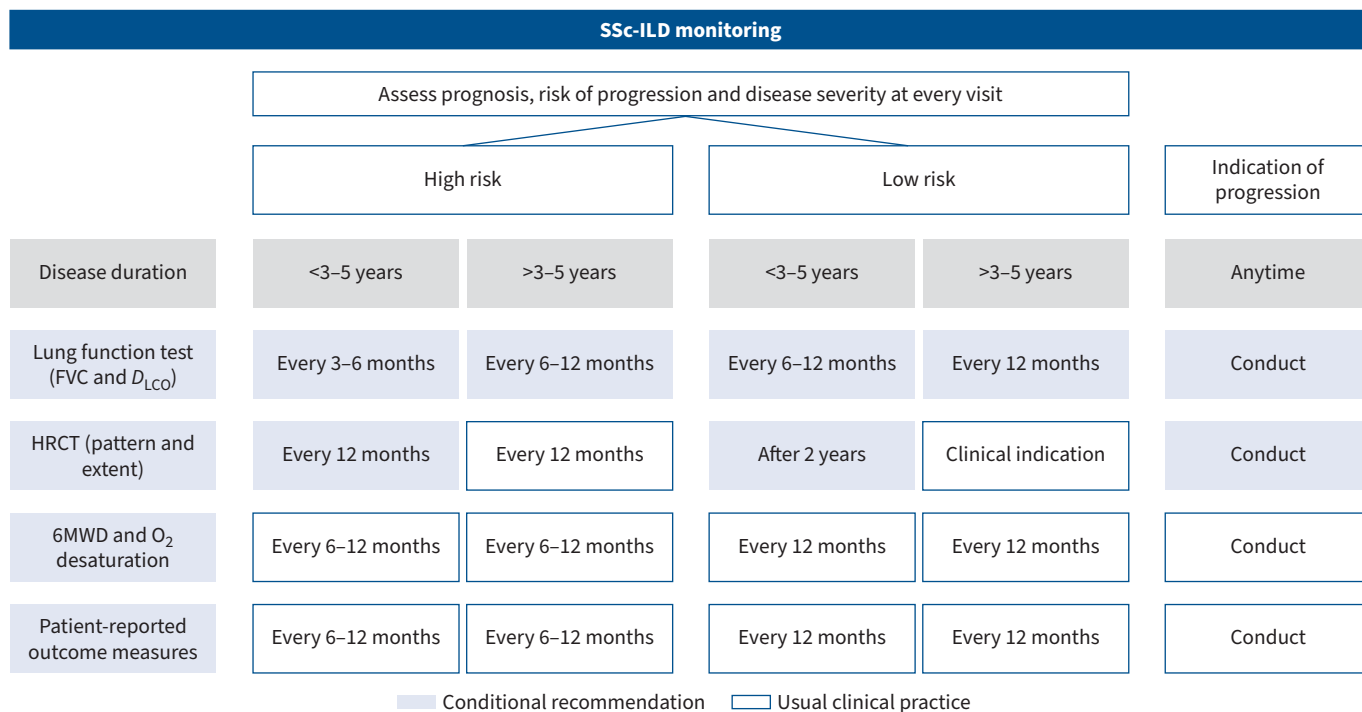 SSc-ILD monitoring
Assess prognosis, risk of progression and disease severity at every visit
High risk
Low risk
Indication of
progression
Disease duration
<3–5 years
>3–5 years
<3–5 years
>3–5 years
Anytime
Lung function test
(FVC and DLCO)
Every 3–6 months
Every 6–12 months
Every 6–12 months
Every 12 months
Conduct
HRCT (pattern and
extent)
Every 12 months
Every 12 months
After 2 years
Clinical indication
Conduct
6MWD and O2
desaturation
Every 6–12 months
Every 6–12 months
Every 12 months
Every 12 months
Conduct
Patient-reported
outcome measures
Every 6–12 months
Every 6–12 months
Every 12 months
Every 12 months
Conduct
Conditional recommendation
Usual clinical practice